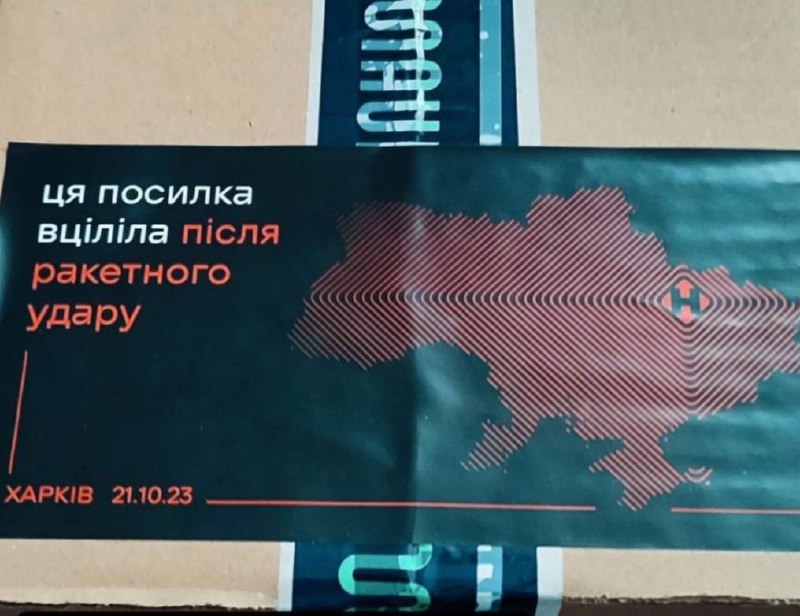 ця посилка
вціліла після
ракетного
удару
ХАРКІВ 21.10.23